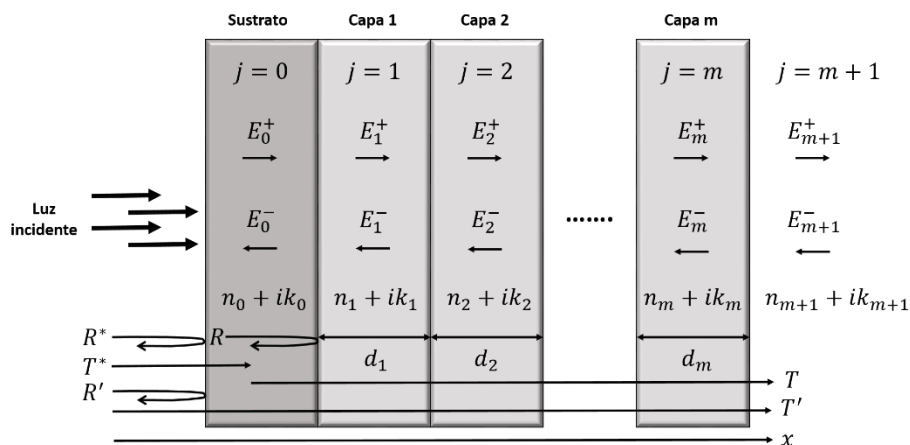 Sustrato Capa 1 Capa 2 Capa m
j = 0 j = 1 j = 2 j = m j = m + 1
E₀⁺ E₁⁺ E₂⁺ Eₘ⁺ Eₘ₊₁⁺
Luz
incidente
E₀⁻ E₁⁻ E₂⁻ ....... Eₘ⁻ Eₘ₊₁⁻
n₀ + ik₀ n₁ + ik₁ n₂ + ik₂ nₘ + ikₘ nₘ₊₁ + ikₘ₊₁
R* R
T* d₁ d₂ dₘ
T
R′
T′
x